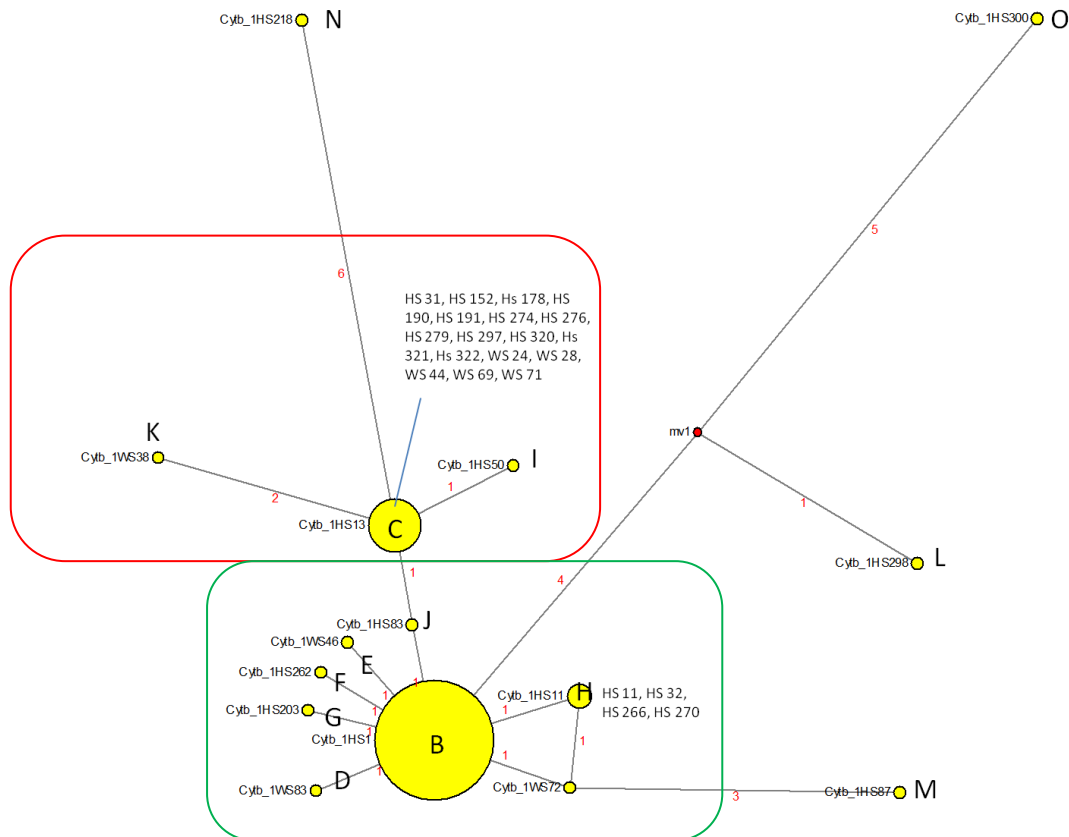 Cytb_1HS218 N
Cytb_1HS300 O
5
6
HS 31, HS 152, Hs 178, HS
190, HS 191, HS 274, HS 276,
HS 279, HS 297, HS 320, Hs
321, Hs 322, WS 24, WS 28,
WS 44, WS 69, WS 71
mv1
K
Cytb_1WS38
Cytb_1HS50 I
1
2
1
Cytb_1HS13 C
Cytb_1HS298 L
1
4
Cytb_1HS83 J
Cytb_1WS46
E
Cytb_1HS262
F
1
1
Cytb_1HS11 H
HS 11, HS 32,
HS 266, HS 270
Cytb_1HS203
G
1
1
1
Cytb_1HS1
B
1
1
1
Cytb_1WS83
D
1
Cytb_1WS72
3
Cytb_1HS87 M